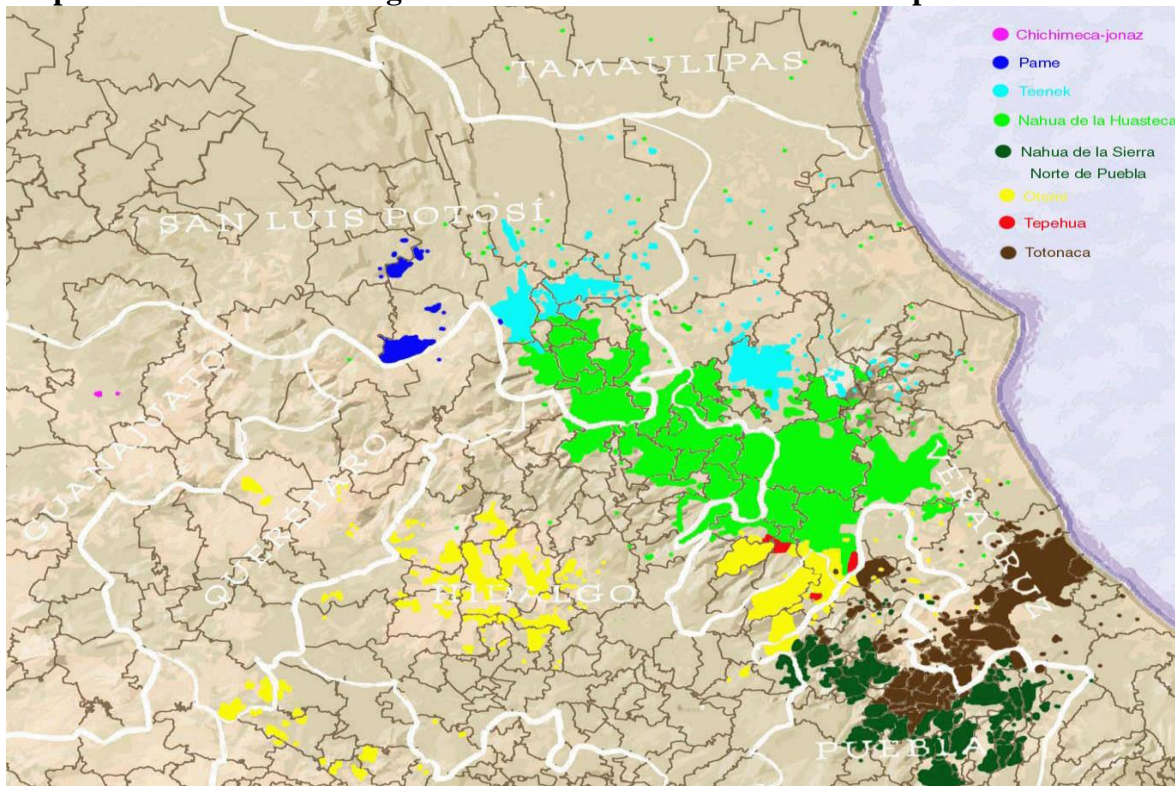 TAMAULIPAS
SAN LUIS POTOSÍ
GUANAJUATO
QUERÉTARO
HIDALGO
VERACRUZ
PUEBLA
Chichimeca-jonaz
Pame
Teenek
Nahua de la Huasteca
Nahua de la Sierra
Norte de Puebla
Otomí
Tepehua
Totonaca